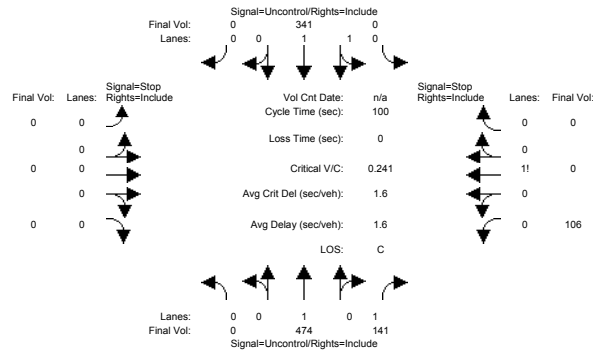 Signal=Uncontrol/Rights=Include
Final Vol: 0 341 0
Lanes: 0 0 1 1 0
Signal=Stop
Final Vol: Lanes: Rights=Include
Vol Cnt Date: n/a
Signal=Stop
Rights=Include Lanes: Final Vol:
Cycle Time (sec): 100
0 0
0 0
Loss Time (sec): 0
0
0
0 0
Critical V/C: 0.241
1! 0
0
Avg Crit Del (sec/veh): 1.6
0
0 0
Avg Delay (sec/veh): 1.6
0 106
LOS: C
Lanes: 0 0 1 0 1
Final Vol: 0 474 141
Signal=Uncontrol/Rights=Include